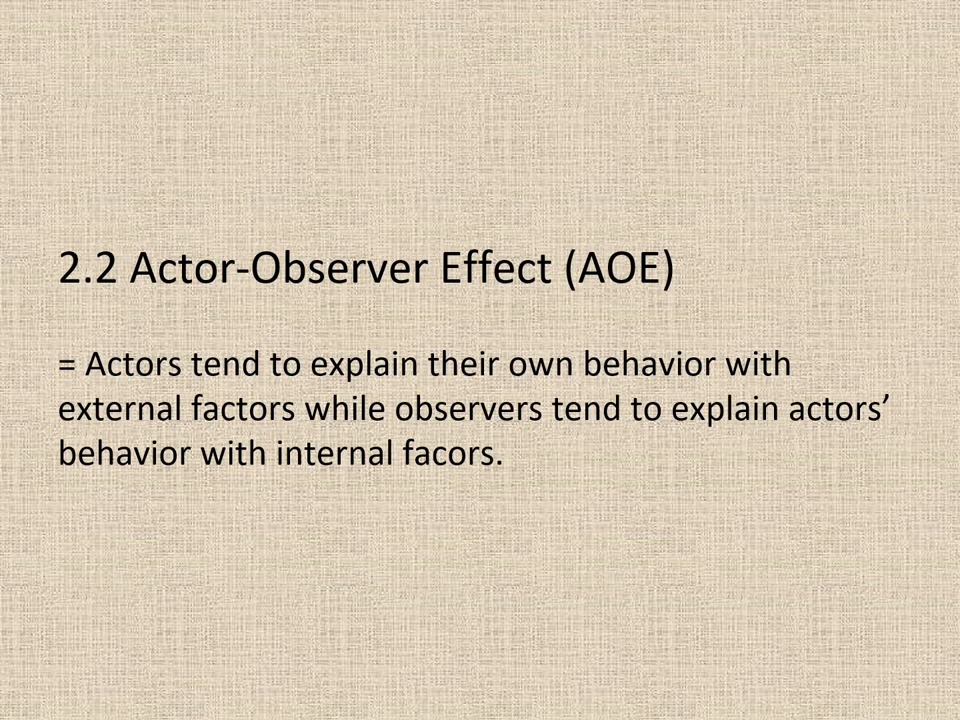 2.2 Actor-Observer Effect (AOE)
= Actors tend to explain their own behavior with
external factors while observers tend to explain actors’
behavior with internal facors.